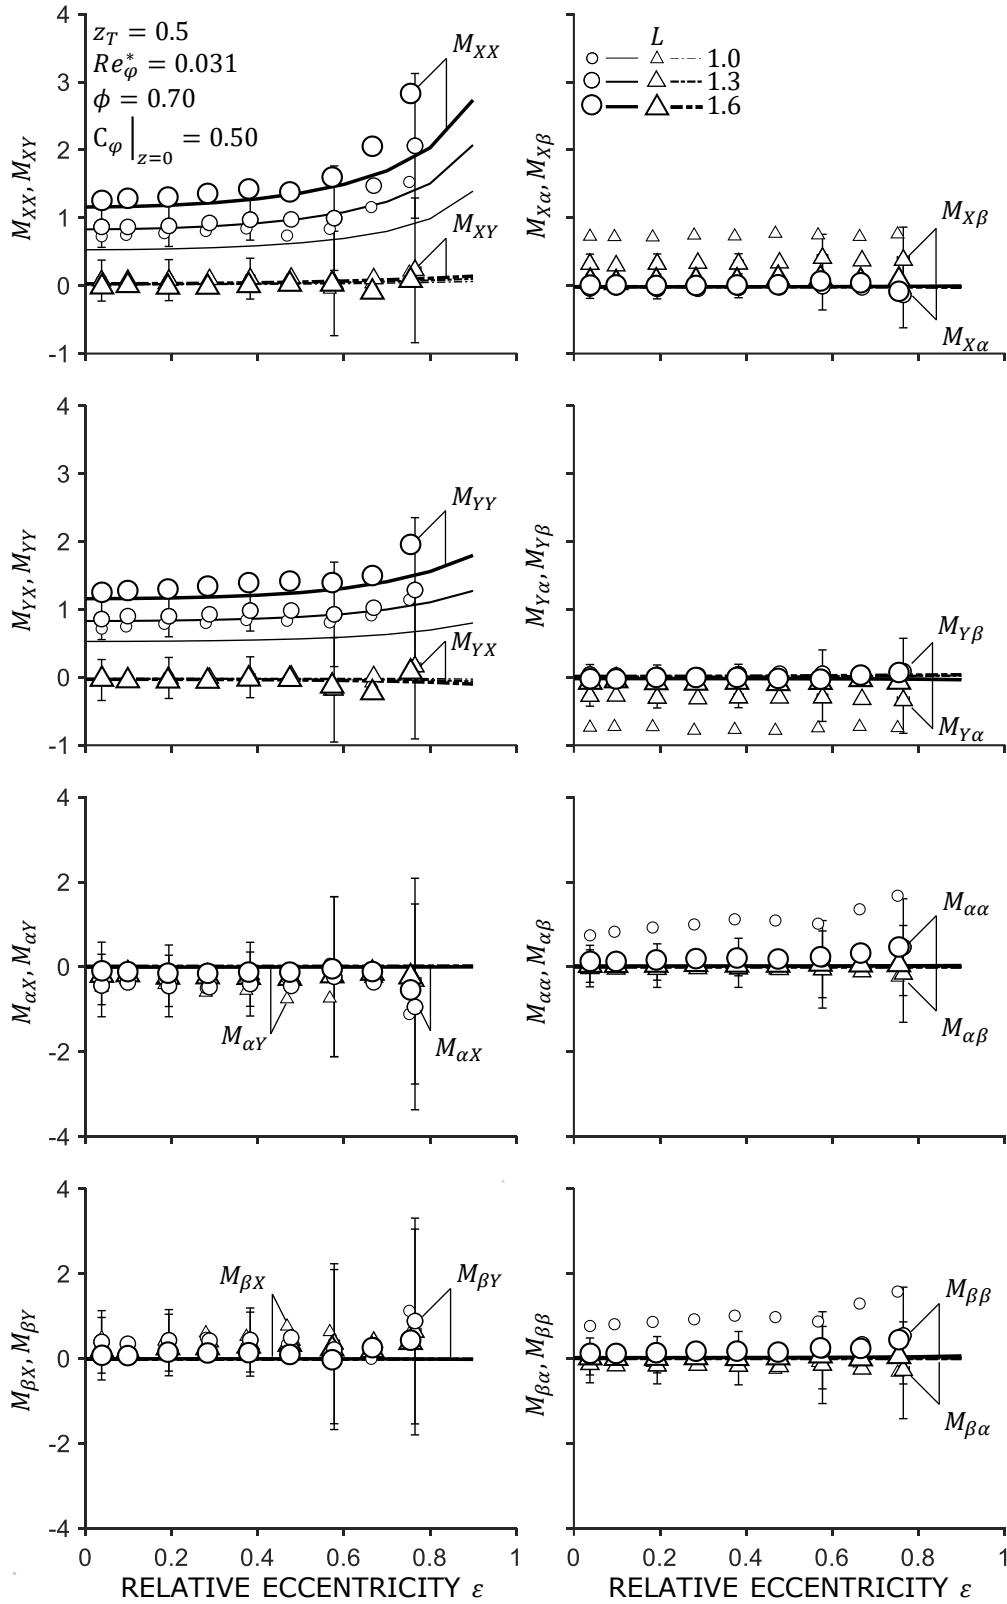 4
3
2
1
0
-1
M_XX, M_XY
z_T = 0.5
Re*_φ = 0.031
ϕ = 0.70
C_φ|_z=0 = 0.50
M_XX
M_XY
M_Xα, M_Xβ
L
1.0
1.3
1.6
M_Xβ
M_Xα
4
3
2
1
0
-1
M_YX, M_YY
M_YY
M_YX
M_Yα, M_Yβ
M_Yβ
M_Yα
4
2
0
-2
-4
M_αX, M_αY
M_αY
M_αX
M_αα, M_αβ
M_αα
M_αβ
4
2
0
-2
-4
M_βX, M_βY
M_βX
M_βY
M_βα, M_ββ
M_ββ
M_βα
0 0.2 0.4 0.6 0.8 1
0 0.2 0.4 0.6 0.8 1
RELATIVE ECCENTRICITY ε
RELATIVE ECCENTRICITY ε